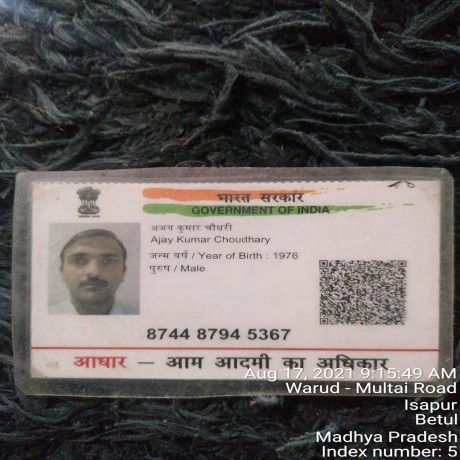 भारत सरकार
GOVERNMENT OF INDIA
अजय कुमार चौधरी
Ajay Kumar Choudhary
जन्म वर्ष / Year of Birth : 1976
पुरुष / Male
8744 8794 5367
आधार — आम आदमी का अधिकार
Aug 17, 2021 9:15:49 AM
Warud - Multai Road
Isapur
Betul
Madhya Pradesh
Index number: 5